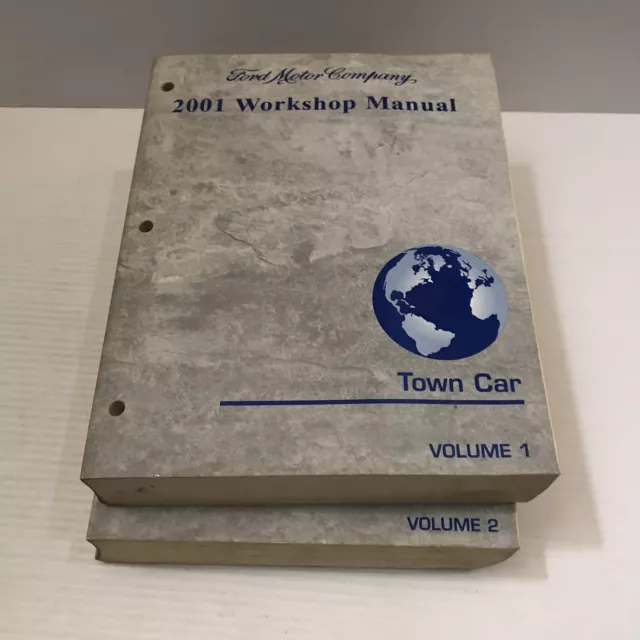 Ford Motor Company
2001 Workshop Manual
Town Car
VOLUME 1
VOLUME 2